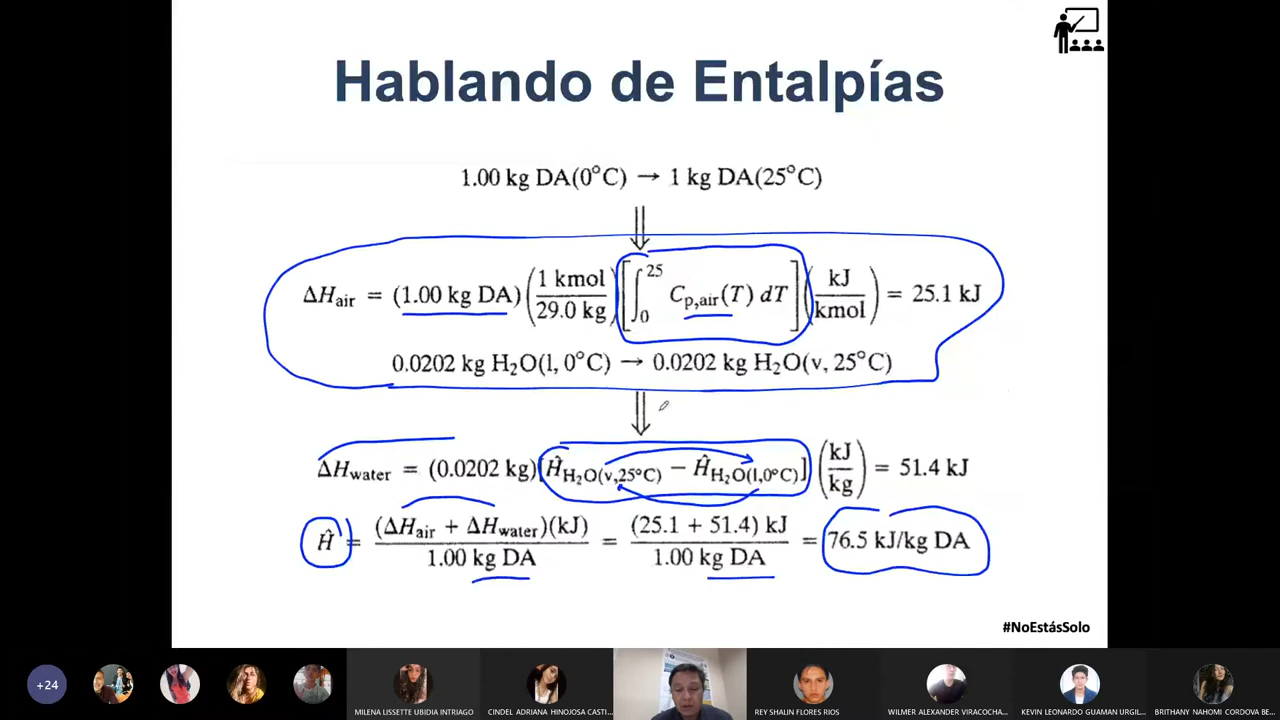 Hablando de Entalpías
1.00 kg DA(0°C) → 1 kg DA(25°C)
⇓
ΔH_air = (1.00 kg DA)(1 kmol/29.0 kg)[∫_0^25 C_p,air(T) dT](kJ/kmol) = 25.1 kJ
0.0202 kg H₂O(l, 0°C) → 0.0202 kg H₂O(v, 25°C)
⇓
ΔH_water = (0.0202 kg)[Ĥ_H₂O(v,25°C) − Ĥ_H₂O(l,0°C)] (kJ/kg) = 51.4 kJ
Ĥ = (ΔH_air + ΔH_water)(kJ)/1.00 kg DA = (25.1 + 51.4) kJ/1.00 kg DA = 76.5 kJ/kg DA
#NoEstásSolo
+24
MILENA LISSETTE UBIDIA INTRIAGO
CINDEL ADRIANA HINOJOSA CASTI...
REY SHALIN FLORES RIOS
WILMER ALEXANDER VIRACOCHA...
KEVIN LEONARDO GUAMAN URGIL...
BRITHANY NAHOMI CORDOVA BE...